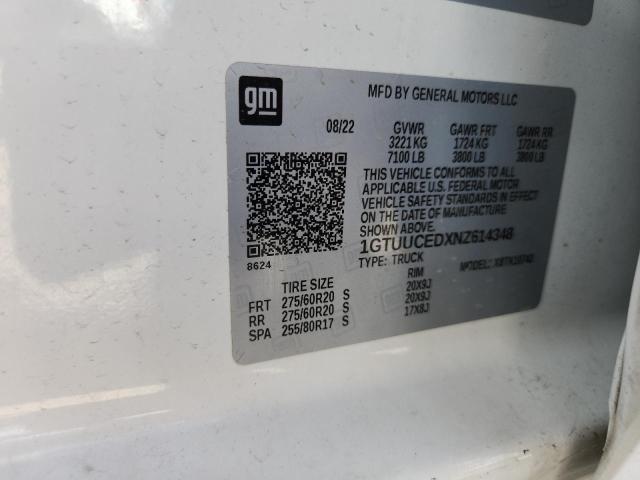 gm
MFD BY GENERAL MOTORS LLC
08/22 GVWR GAWR FRT GAWR RR
3221 KG 1724 KG 1724 KG
7100 LB 3800 LB 3800 LB
THIS VEHICLE CONFORMS TO ALL
APPLICABLE U.S. FEDERAL MOTOR
VEHICLE SAFETY STANDARDS IN EFFECT
ON THE DATE OF MANUFACTURE.
1GTUUCEDXNZ614348
TYPE: TRUCK MODEL:
8624
TIRE SIZE RIM
FRT 275/60R20 S 20X9J
RR 275/60R20 S 20X9J
SPA 255/80R17 S 17X8J